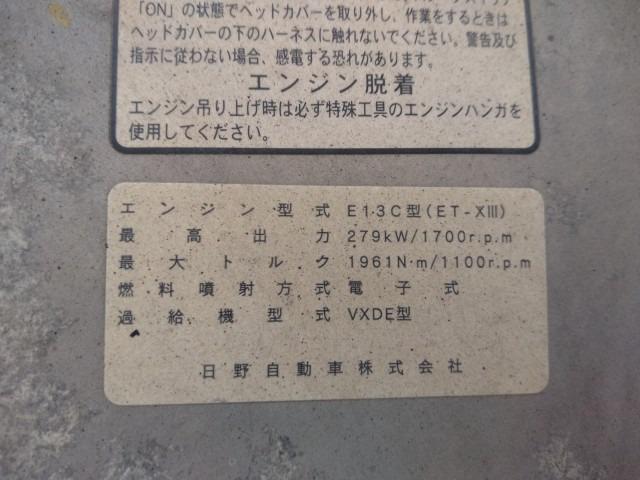 「ON」の状態でヘッドカバーを取り外し、作業をするときは
ヘッドカバーの下のハーネスに触れないでください。警告及び
指示に従わない場合、感電する恐れがあります。
エンジン脱着
エンジン吊り上げ時は必ず特殊工具のエンジンハンガを
使用してください。
エンジン型式 E13C型(ET-XIII)
最高出力 279kW/1700r.p.m
最大トルク 1961N·m/1100r.p.m
燃料噴射方式 電子式
過給機型式 VXDE型
日野自動車株式会社